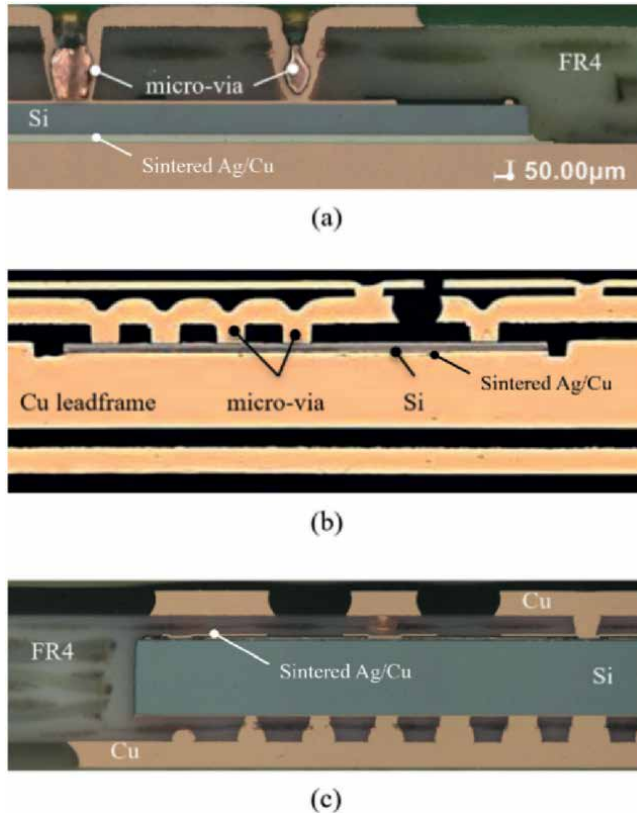 FR4
micro-via
Si
Sintered Ag/Cu
50.00µm
(a)
Sintered Ag/Cu
Cu leadframe
micro-via
Si
(b)
Cu
FR4
Sintered Ag/Cu
Si
Cu
(c)